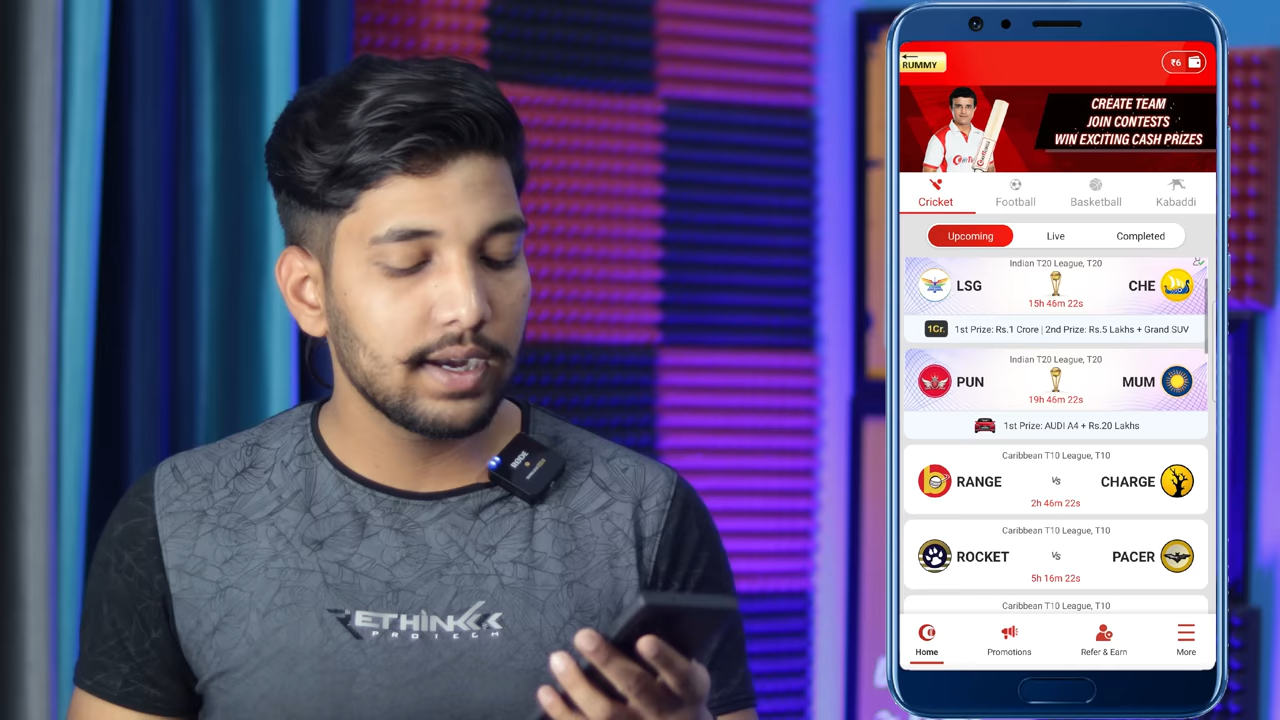 RUMMY
₹6
CREATE TEAM
JOIN CONTESTS
WIN EXCITING CASH PRIZES
Cricket
Football
Basketball
Kabaddi
Upcoming
Live
Completed
Indian T20 League, T20
LSG
CHE
15h 46m 22s
1Cr.
1st Prize: Rs.1 Crore | 2nd Prize: Rs.5 Lakhs + Grand SUV
Indian T20 League, T20
PUN
MUM
19h 46m 22s
1st Prize: AUDI A4 + Rs.20 Lakhs
Caribbean T10 League, T10
RANGE
Vs
CHARGE
2h 46m 22s
Caribbean T10 League, T10
ROCKET
Vs
PACER
5h 16m 22s
Caribbean T10 League, T10
Home
Promotions
Refer & Earn
More
RODE
RETHINKK
PROTECH